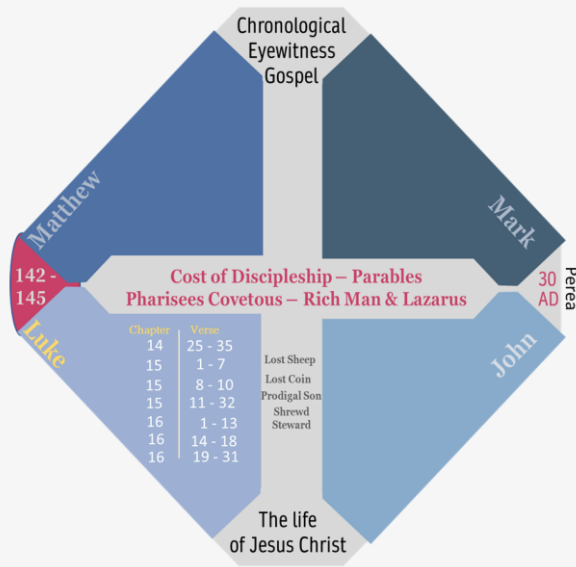 Chronological
Eyewitness
Gospel
Matthew
Mark
142 -
145
Cost of Discipleship – Parables
Pharisees Covetous – Rich Man & Lazarus
30
AD
Perea
Luke
John
Chapter Verse
14 25 - 35
15 1 - 7
15 8 - 10
15 11 - 32
16 1 - 13
16 14 - 18
16 19 - 31
Lost Sheep
Lost Coin
Prodigal Son
Shrewd
Steward
The life
of Jesus Christ